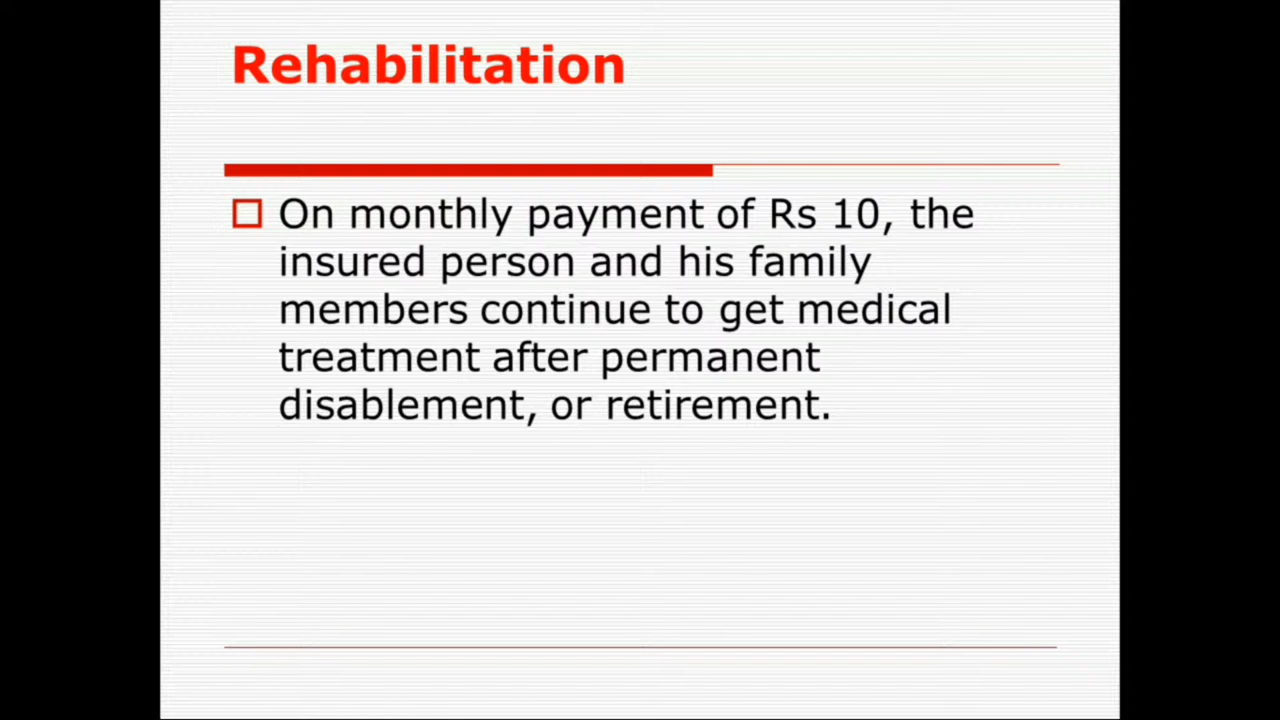 Rehabilitation
On monthly payment of Rs 10, the
insured person and his family
members continue to get medical
treatment after permanent
disablement, or retirement.